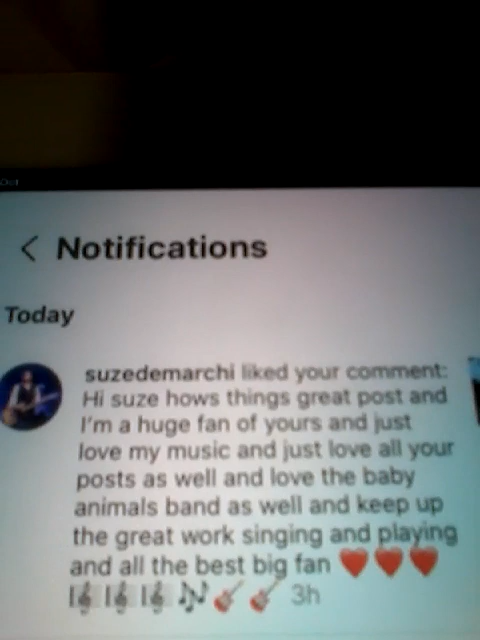 Notifications
Today
suzedemarchi liked your comment:
Hi suze hows things great post and
I'm a huge fan of yours and just
love my music and just love all your
posts as well and love the baby
animals band as well and keep up
the great work singing and playing
and all the best big fan ❤️❤️❤️
🎼🎼🎼🎶🎸🎸 3h